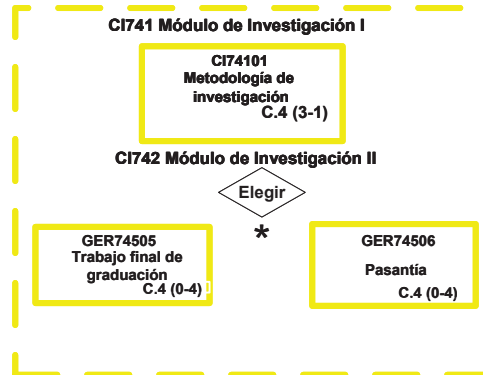 CI741 Módulo de Investigación I
CI74101
Metodología de
investigación
C.4 (3-1)
CI742 Módulo de Investigación II
Elegir
*
GER74505
Trabajo final de
graduación
C.4 (0-4)
GER74506
Pasantía
C.4 (0-4)